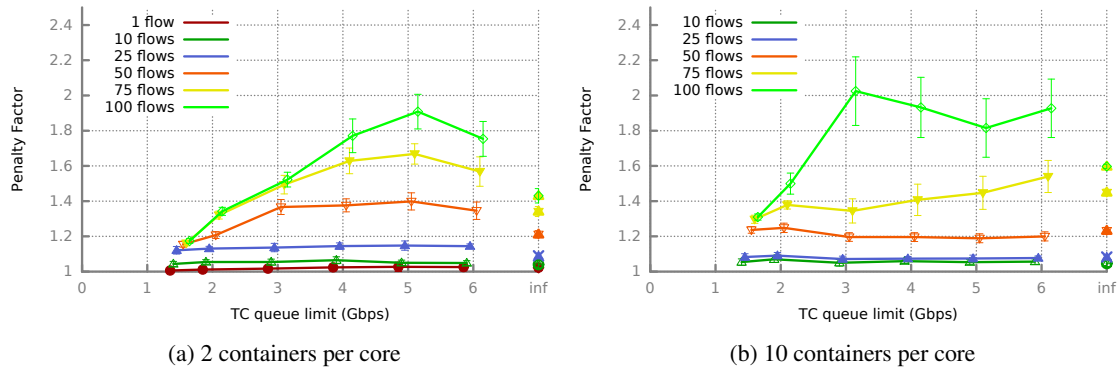 2.4
2.2
2
1.8
1.6
1.4
1.2
1
Penalty Factor
1 flow
10 flows
25 flows
50 flows
75 flows
100 flows
0 1 2 3 4 5 6 inf
TC queue limit (Gbps)
(a) 2 containers per core
2.4
2.2
2
1.8
1.6
1.4
1.2
1
Penalty Factor
10 flows
25 flows
50 flows
75 flows
100 flows
0 1 2 3 4 5 6 inf
TC queue limit (Gbps)
(b) 10 containers per core